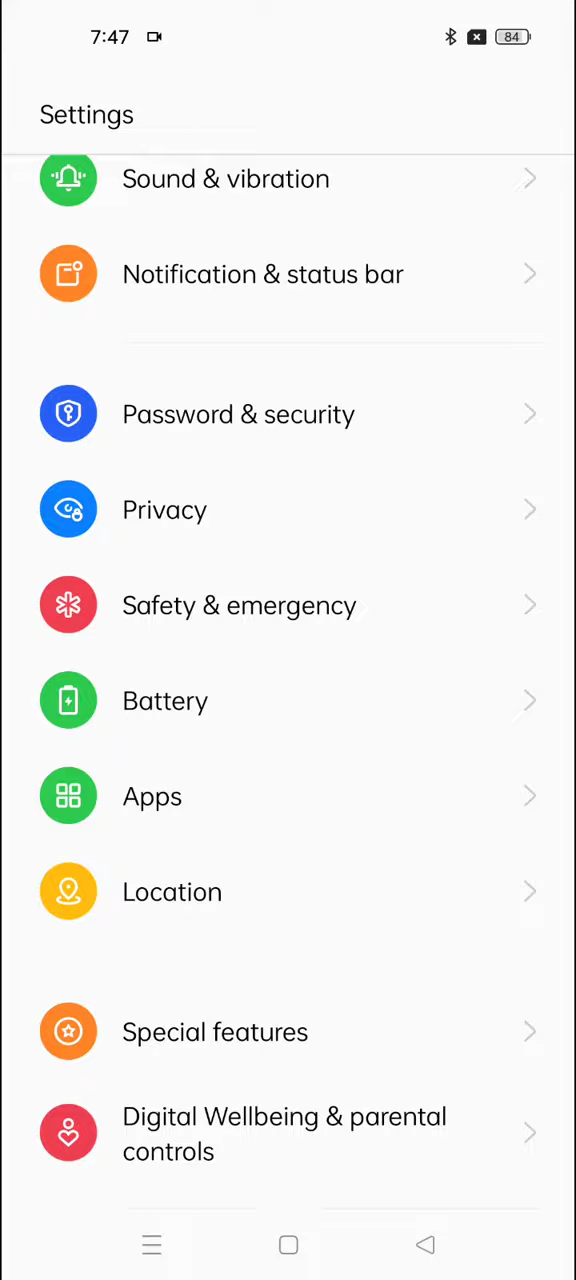 7:47
84
Settings
Sound & vibration
Notification & status bar
Password & security
Privacy
Safety & emergency
Battery
Apps
Location
Special features
Digital Wellbeing & parental
controls